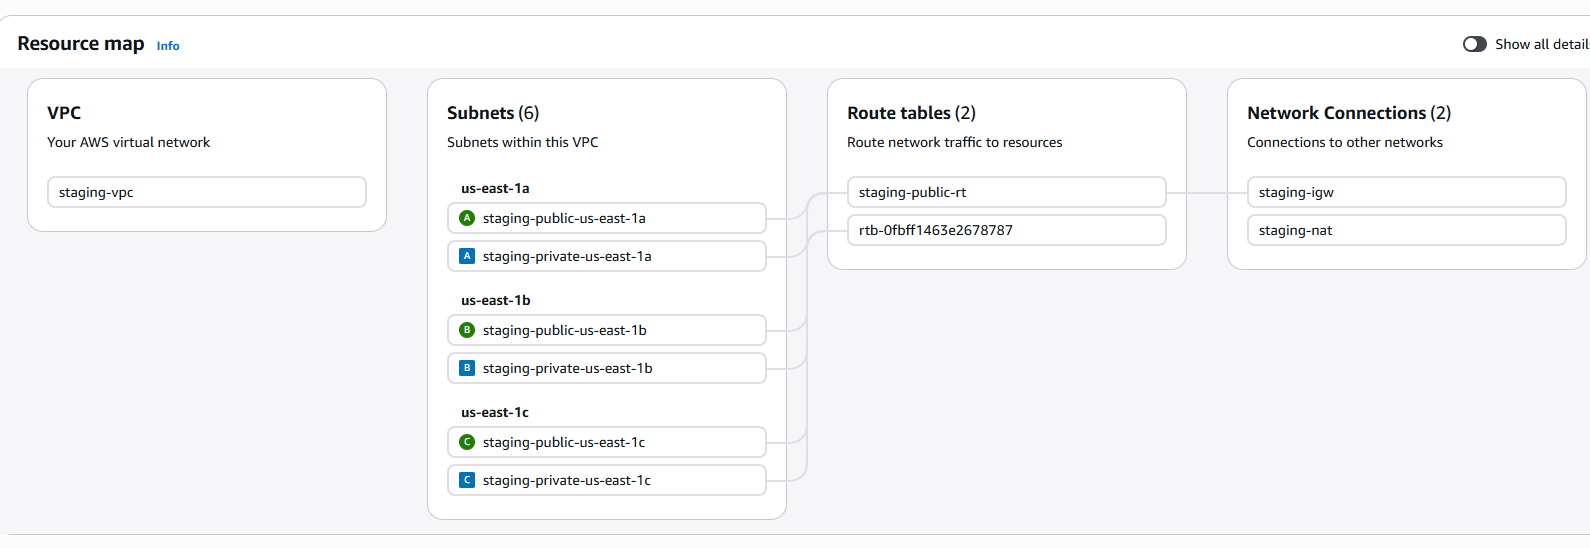 Resource map Info
Show all detail
VPC
Your AWS virtual network
staging-vpc
Subnets (6)
Subnets within this VPC
us-east-1a
A staging-public-us-east-1a
A staging-private-us-east-1a
us-east-1b
B staging-public-us-east-1b
B staging-private-us-east-1b
us-east-1c
C staging-public-us-east-1c
C staging-private-us-east-1c
Route tables (2)
Route network traffic to resources
staging-public-rt
rtb-0fbff1463e2678787
Network Connections (2)
Connections to other networks
staging-igw
staging-nat